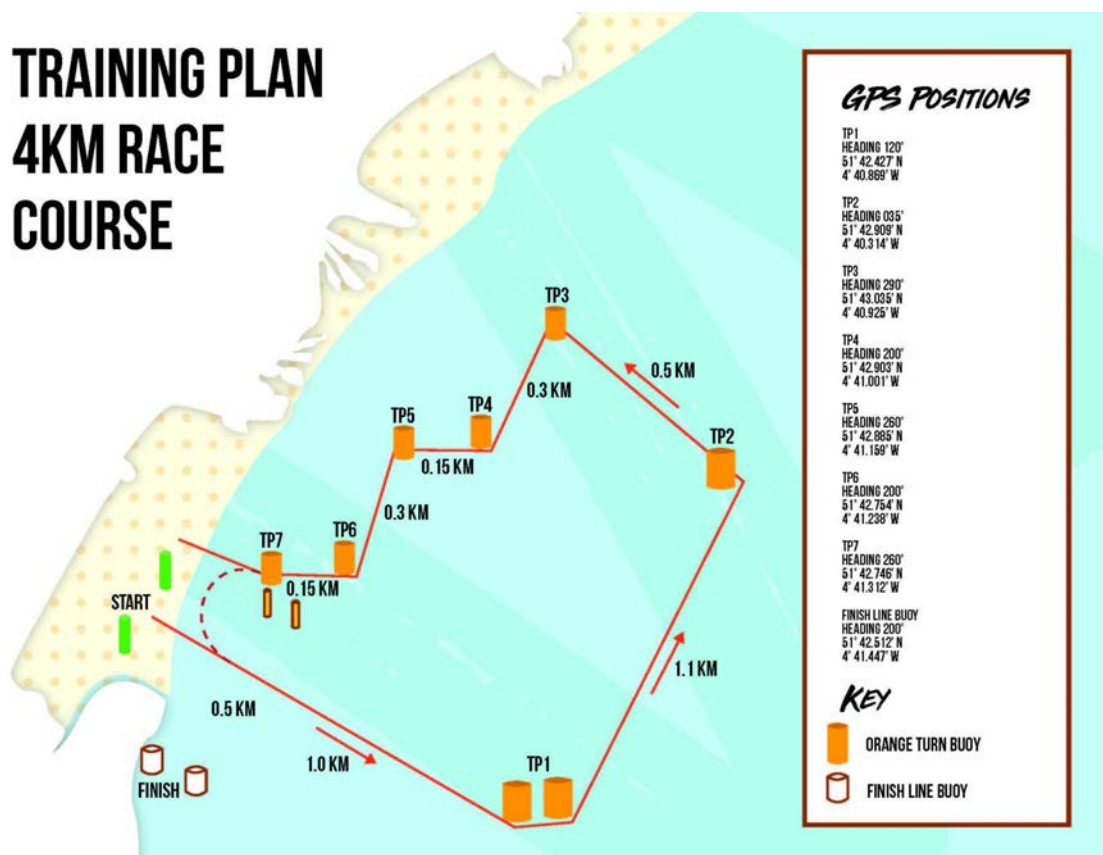 TRAINING PLAN
4KM RACE
COURSE
TP3
0.5 KM
0.3 KM
TP4
TP5
0.15 KM
TP2
0.3 KM
TP6
TP7
0.15 KM
START
1.1 KM
0.5 KM
1.0 KM
TP1
FINISH
GPS POSITIONS
TP1
HEADING 120°
51° 42.427' N
4° 40.869' W
TP2
HEADING 035°
51° 42.909' N
4° 40.314' W
TP3
HEADING 290°
51° 43.035' N
4° 40.925' W
TP4
HEADING 200°
51° 42.903' N
4° 41.001' W
TP5
HEADING 260°
51° 42.885' N
4° 41.159' W
TP6
HEADING 200°
51° 42.754' N
4° 41.238' W
TP7
HEADING 260°
51° 42.746' N
4° 41.312' W
FINISH LINE BUOY
HEADING 200°
51° 42.512' N
4° 41.447' W
KEY
ORANGE TURN BUOY
FINISH LINE BUOY